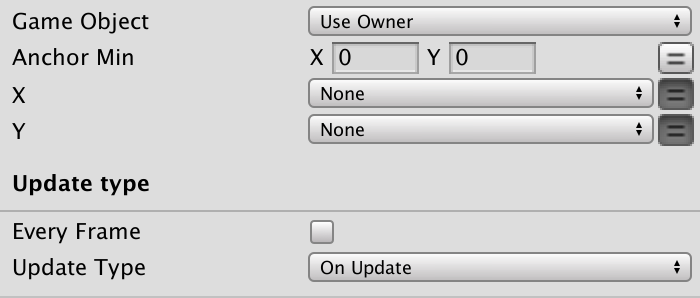 Game Object Use Owner
Anchor Min X 0 Y 0
X None
Y None
Update type
Every Frame
Update Type On Update